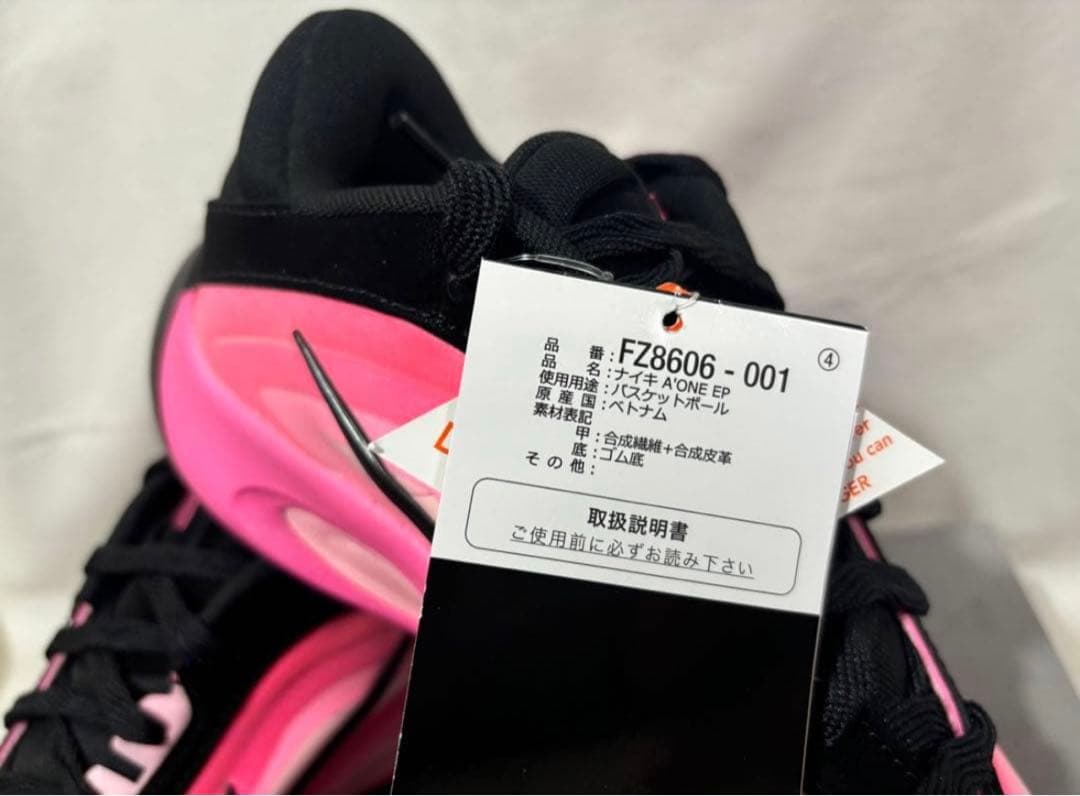 ④
品 番 : FZ8606 - 001
品 名 : ナイキ A'ONE EP
使用用途 : バスケットボール
原 産 国 : ベトナム
素材表記
甲 : 合成繊維+合成皮革
底 : ゴム底
そ の 他 :
取扱説明書
ご使用前に必ずお読み下さい
can